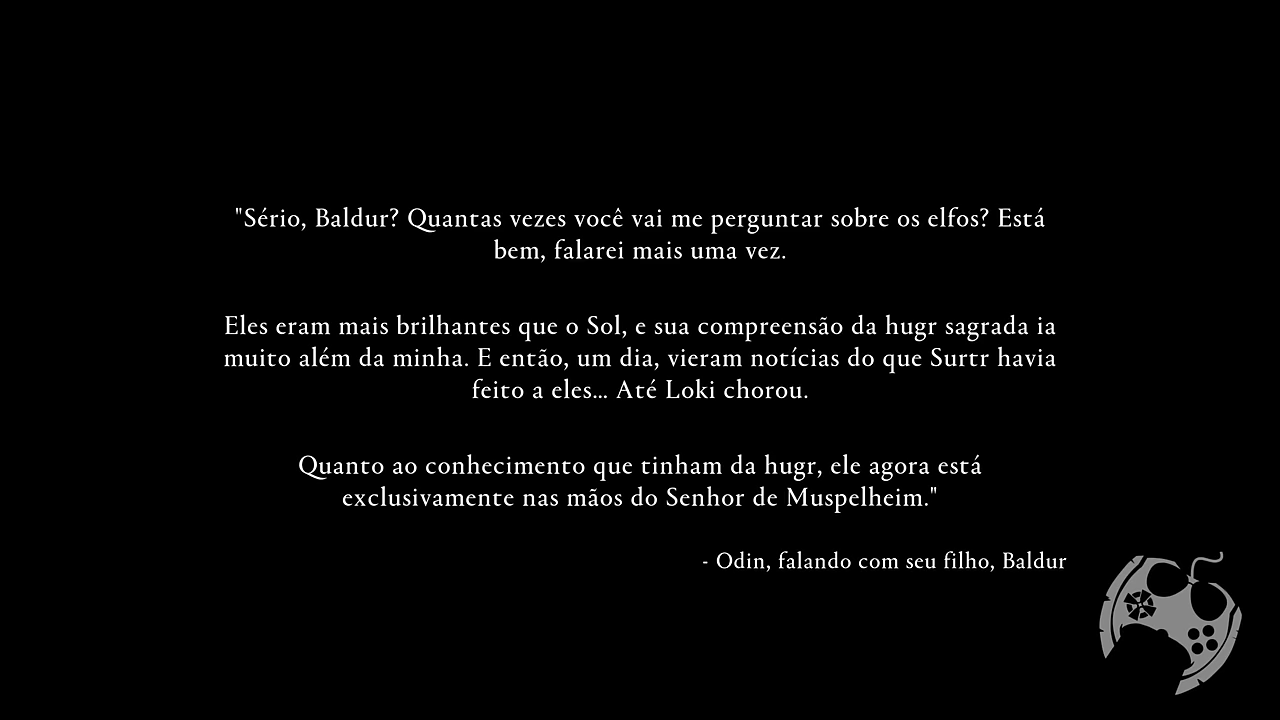 "Sério, Baldur? Quantas vezes você vai me perguntar sobre os elfos? Está
bem, falarei mais uma vez.
Eles eram mais brilhantes que o Sol, e sua compreensão da hugr sagrada ia
muito além da minha. E então, um dia, vieram notícias do que Surtr havia
feito a eles... Até Loki chorou.
Quanto ao conhecimento que tinham da hugr, ele agora está
exclusivamente nas mãos do Senhor de Muspelheim."
- Odin, falando com seu filho, Baldur